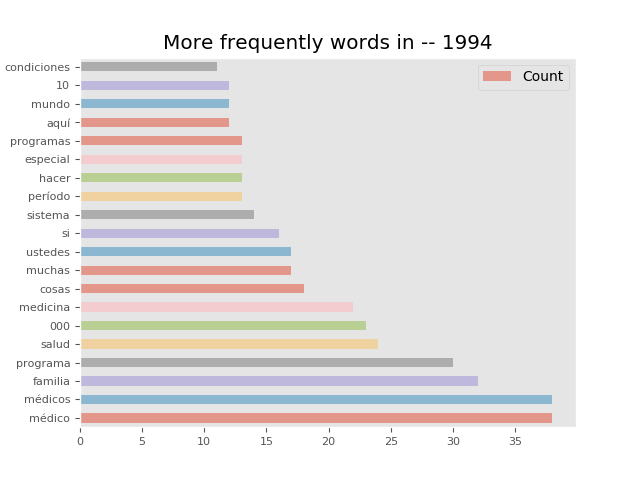 More frequently words in -- 1994
Count
condiciones
10
mundo
aquí
programas
especial
hacer
período
sistema
si
ustedes
muchas
cosas
medicina
000
salud
programa
familia
médicos
médico
0 5 10 15 20 25 30 35